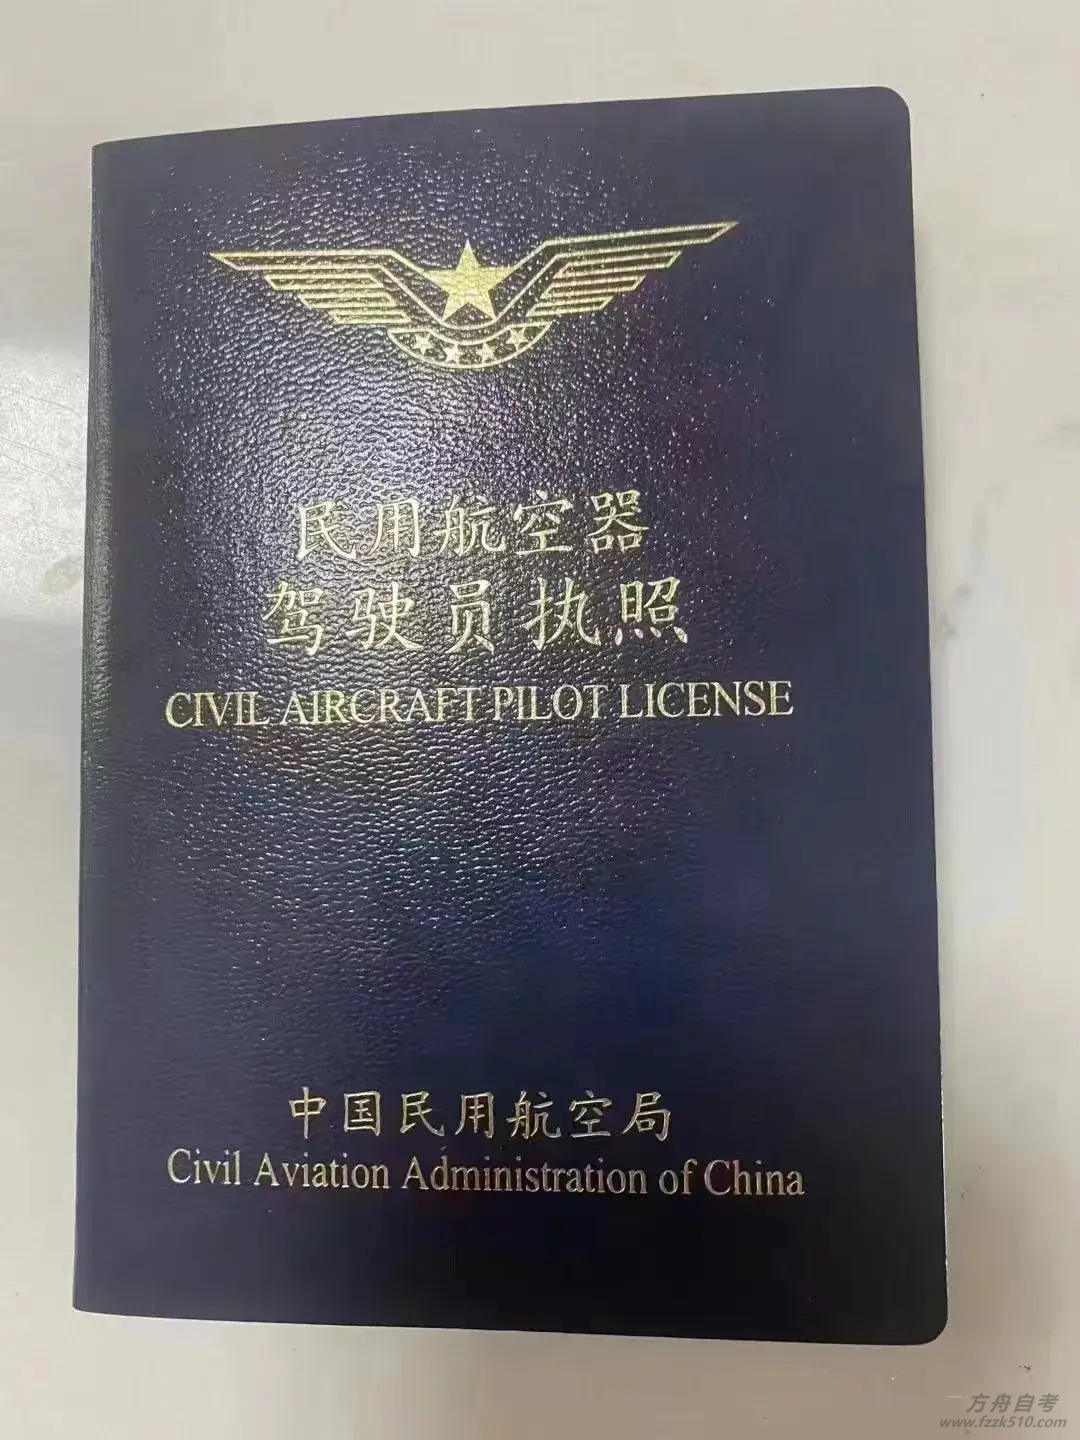 民用航空器
驾驶员执照
CIVIL AIRCRAFT PILOT LICENSE
中国民用航空局
Civil Aviation Administration of China
方舟自考
www.fzzk510.com